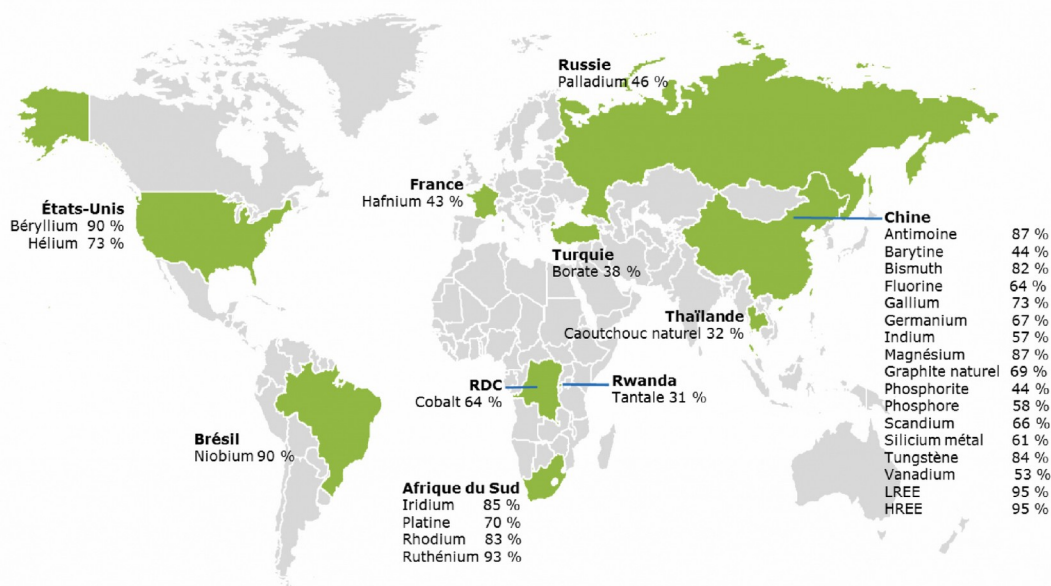 Russie
Palladium 46 %
France
Hafnium 43 %
États-Unis
Béryllium 90 %
Hélium 73 %
Turquie
Borate 38 %
Thaïlande
Caoutchouc naturel 32 %
Chine
Antimoine 87 %
Barytine 44 %
Bismuth 82 %
Fluorine 64 %
Gallium 73 %
Germanium 67 %
Indium 57 %
Magnésium 87 %
Graphite naturel 69 %
Phosphorite 44 %
Phosphore 58 %
Scandium 66 %
Silicium métal 61 %
Tungstène 84 %
Vanadium 53 %
LREE 95 %
HREE 95 %
RDC
Cobalt 64 %
Rwanda
Tantale 31 %
Brésil
Niobium 90 %
Afrique du Sud
Iridium 85 %
Platine 70 %
Rhodium 83 %
Ruthénium 93 %